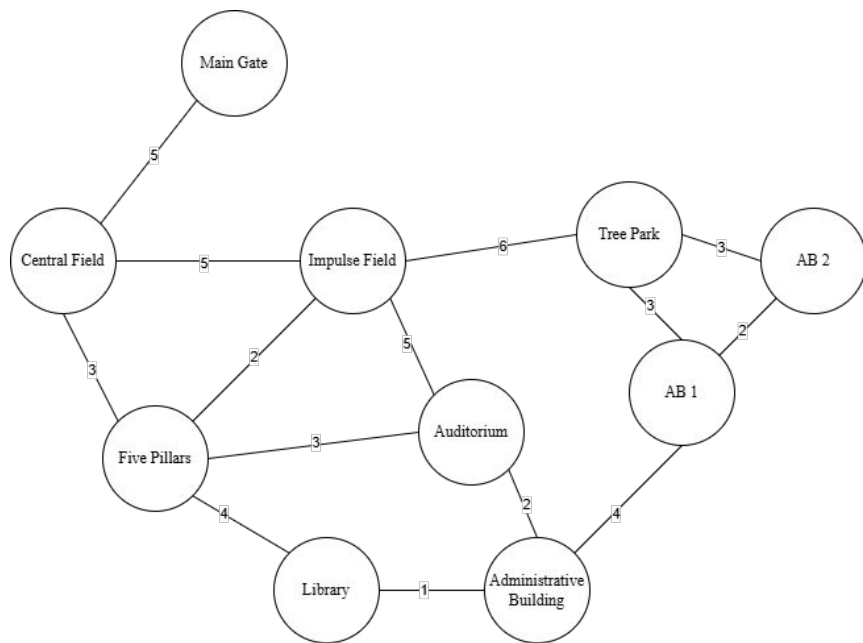 Main Gate
5
Central Field
5
Impulse Field
6
Tree Park
3
AB 2
3
2
3
2
5
AB 1
Five Pillars
3
Auditorium
4
2
4
Library
1
Administrative
Building